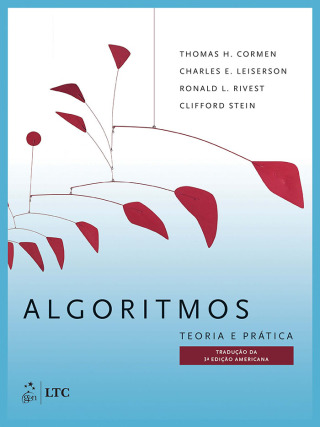 THOMAS H. CORMEN
CHARLES E. LEISERSON
RONALD L. RIVEST
CLIFFORD STEIN
ALGORITMOS
TEORIA E PRÁTICA
TRADUÇÃO DA
3ª EDIÇÃO AMERICANA
LTC